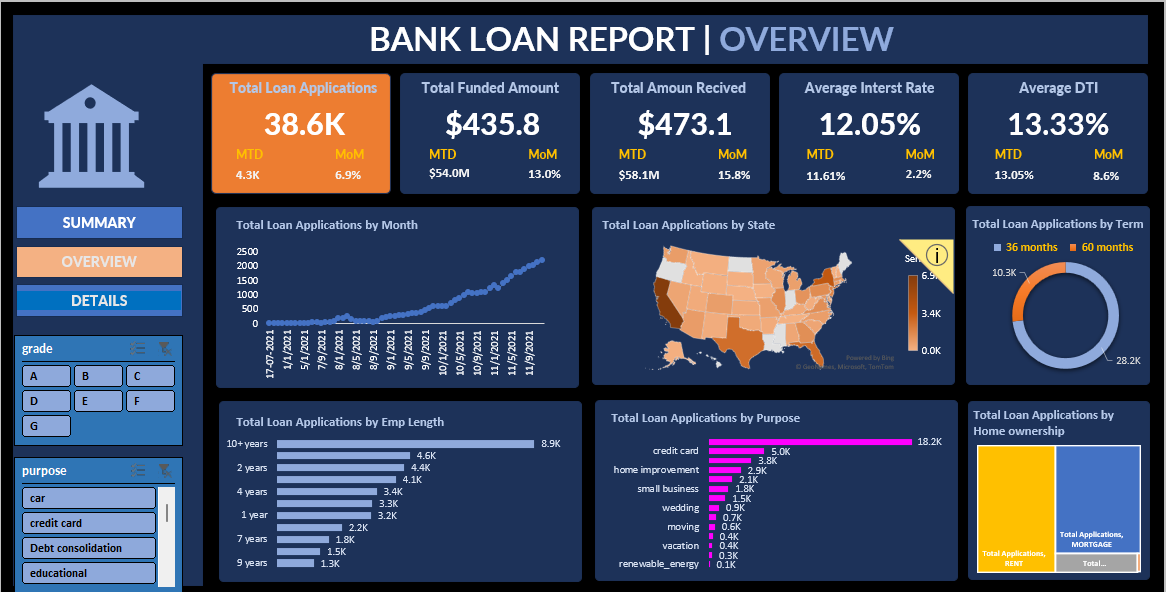 BANK LOAN REPORT | OVERVIEW
Total Loan Applications
38.6K
MTD MoM
4.3K 6.9%
Total Funded Amount
$435.8
MTD MoM
$54.0M 13.0%
Total Amoun Recived
$473.1
MTD MoM
$58.1M 15.8%
Average Interst Rate
12.05%
MTD MoM
11.61% 2.2%
Average DTI
13.33%
MTD MoM
13.05% 8.6%
SUMMARY
OVERVIEW
DETAILS
grade
A B C
D E F
G
purpose
car
credit card
Debt consolidation
educational
Total Loan Applications by Month
2500
2000
1500
1000
500
0
17-07-2021
1/1/2021
5/1/2021
7/9/2021
8/1/2021
8/5/2021
8/9/2021
9/1/2021
9/5/2021
9/9/2021
10/1/2021
10/5/2021
10/9/2021
11/1/2021
11/5/2021
11/9/2021
Total Loan Applications by State
i
6.9K
3.4K
0.0K
Powered by Bing
© GeoNames, Microsoft, TomTom
Total Loan Applications by Term
36 months 60 months
10.3K
28.2K
Total Loan Applications by Emp Length
10+ years 8.9K
4.6K
2 years 4.4K
4.1K
4 years 3.4K
3.3K
1 year 3.2K
2.2K
7 years 1.8K
1.5K
9 years 1.3K
Total Loan Applications by Purpose
18.2K
credit card 5.0K
3.8K
home improvement 2.9K
2.1K
small business 1.8K
1.5K
wedding 0.9K
0.7K
moving 0.6K
0.4K
vacation 0.4K
0.3K
renewable_energy 0.1K
Total Loan Applications by
Home ownership
Total Applications,
RENT
Total Applications,
MORTGAGE
Total...